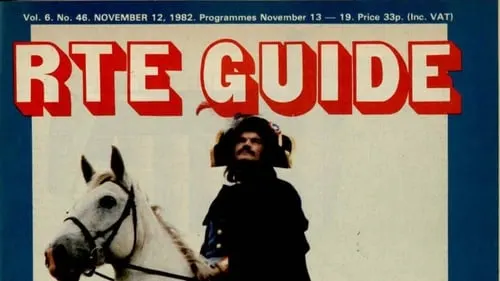 Vol. 6. No. 46. NOVEMBER 12, 1982. Programmes November 13 — 19. Price 33p. (Inc. VAT)
RTE GUIDE